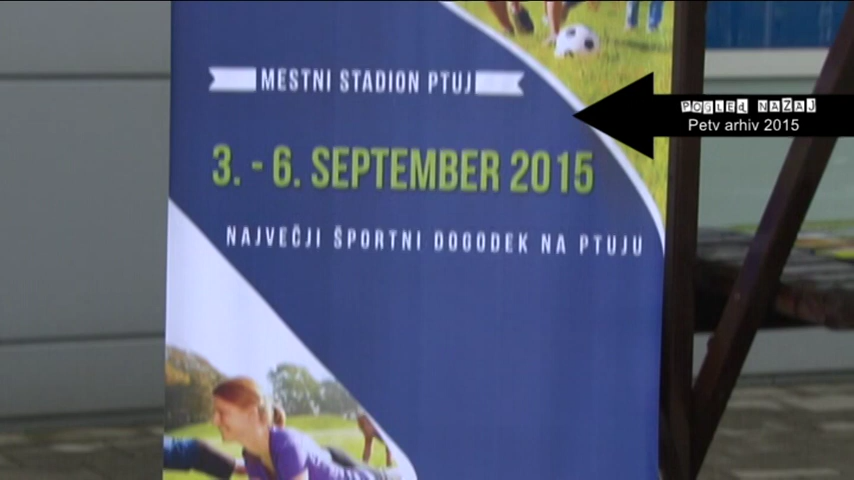 MESTNI STADION PTUJ
3. - 6. SEPTEMBER 2015
NAJVEČJI ŠPORTNI DOGODEK NA PTUJU
POGLEd NAZAJ
Petv arhiv 2015